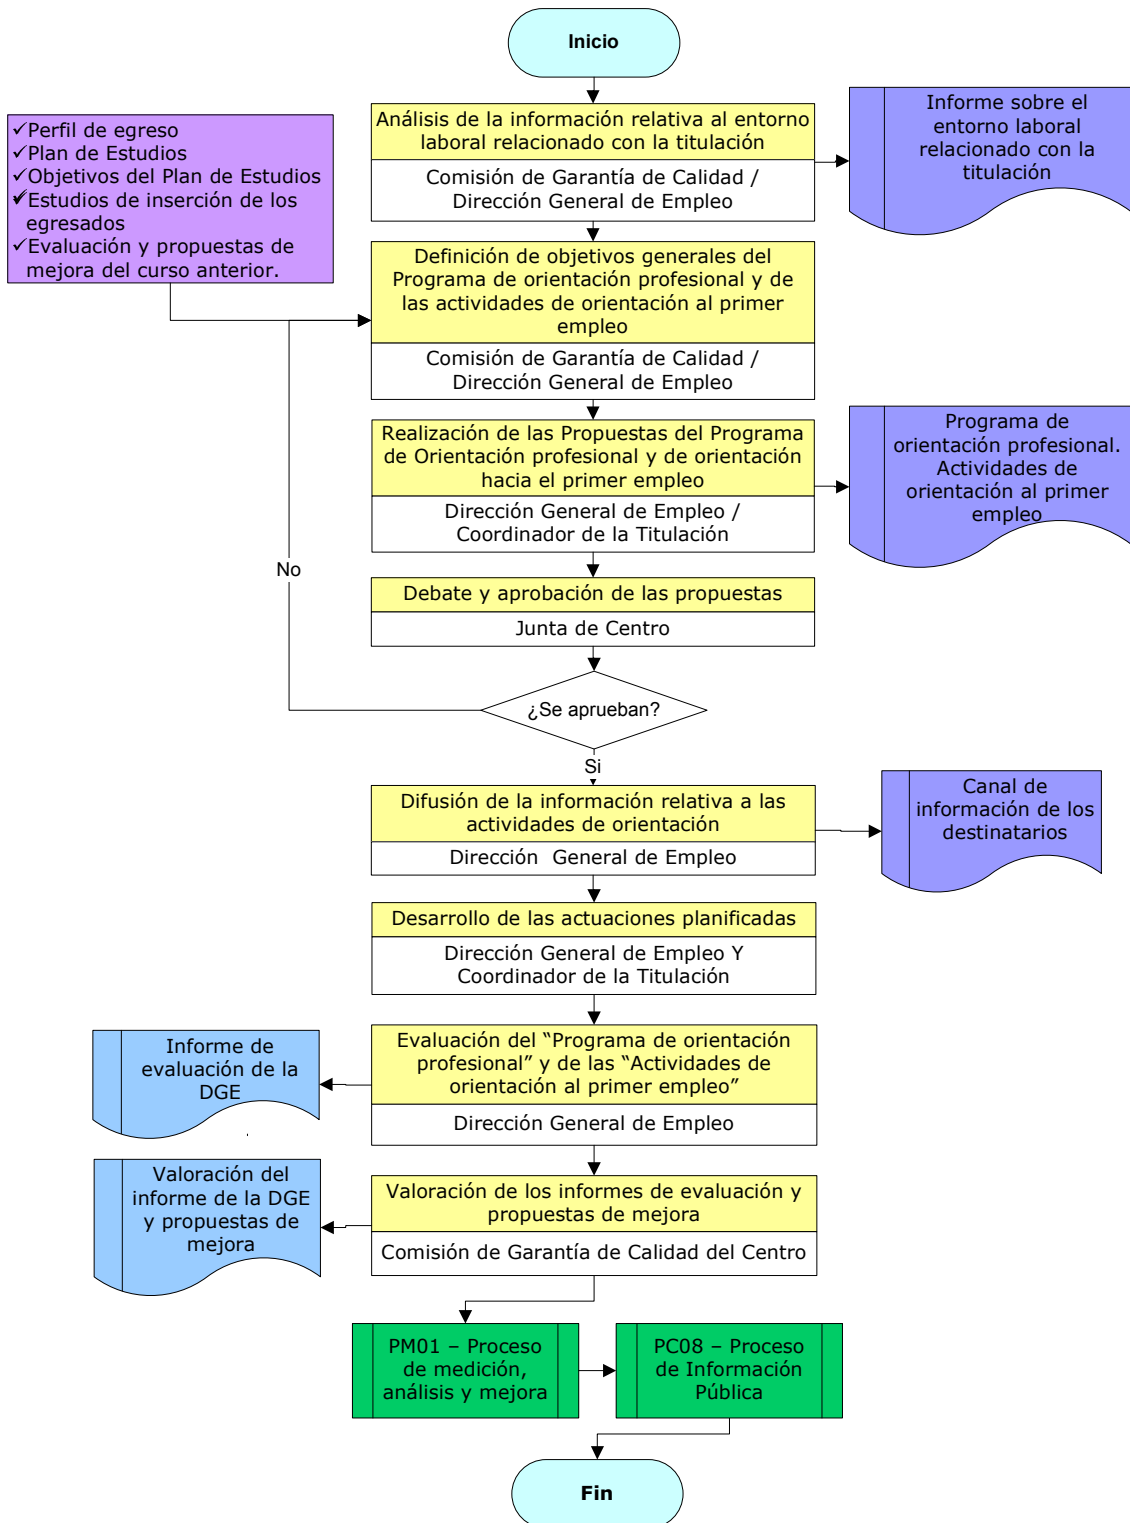 Inicio
Análisis de la información relativa al entorno
laboral relacionado con la titulación
Comisión de Garantía de Calidad /
Dirección General de Empleo
Informe sobre el
entorno laboral
relacionado con la
titulación
✓Perfil de egreso
✓Plan de Estudios
✓Objetivos del Plan de Estudios
✓Estudios de inserción de los
egresados
✓Evaluación y propuestas de
mejora del curso anterior.
Definición de objetivos generales del
Programa de orientación profesional y de
las actividades de orientación al primer
empleo
Comisión de Garantía de Calidad /
Dirección General de Empleo
Realización de las Propuestas del Programa
de Orientación profesional y de orientación
hacia el primer empleo
Dirección General de Empleo /
Coordinador de la Titulación
Programa de
orientación profesional.
Actividades de
orientación al primer
empleo
No
Debate y aprobación de las propuestas
Junta de Centro
¿Se aprueban?
Si
Difusión de la información relativa a las
actividades de orientación
Dirección  General de Empleo
Canal de
información de los
destinatarios
Desarrollo de las actuaciones planificadas
Dirección General de Empleo Y
Coordinador de la Titulación
Evaluación del “Programa de orientación
profesional” y de las “Actividades de
orientación al primer empleo”
Dirección General de Empleo
Informe de
evaluación de la
DGE
Valoración de los informes de evaluación y
propuestas de mejora
Comisión de Garantía de Calidad del Centro
Valoración del
informe de la DGE
y propuestas de
mejora
PM01 – Proceso
de medición,
análisis y mejora
PC08 – Proceso
de Información
Pública
Fin